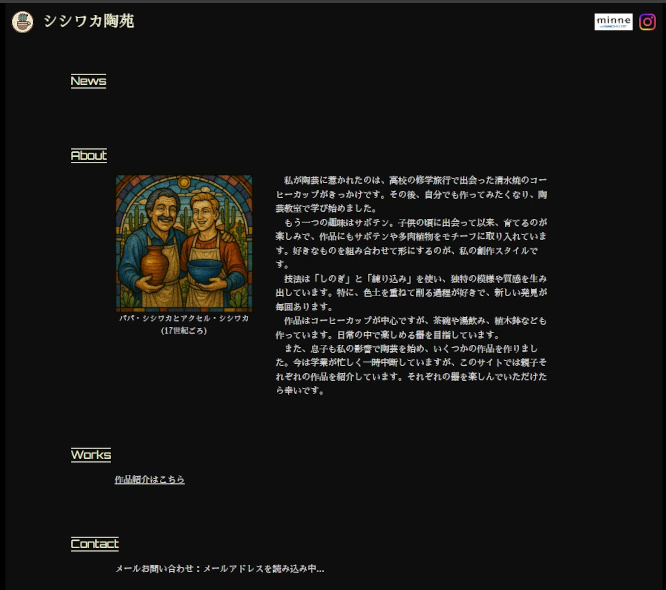 シシワカ陶苑
minne
News
About
私が陶芸に惹かれたのは、高校の修学旅行で出会った清水焼のコー
ヒーカップがきっかけです。その後、自分でも作ってみたくなり、陶
芸教室で学び始めました。
もう一つの趣味はサボテン。子供の頃に出会って以来、育てるのが
楽しみで、作品にもサボテンや多肉植物をモチーフに取り入れていま
す。好きなものを組み合わせて形にするのが、私の創作スタイルで
す。
技法は「しのぎ」と「練り込み」を使い、独特の模様や質感を生み
出しています。特に、色土を重ねて削る過程が好きで、新しい発見が
毎回あります。
作品はコーヒーカップが中心ですが、茶碗や湯飲み、植木鉢なども
作っています。日常の中で楽しめる器を目指しています。
また、息子も私の影響で陶芸を始め、いくつかの作品を作りまし
た。今は学業が忙しく一時中断していますが、このサイトでは親子そ
れぞれの作品を紹介しています。それぞれの器を楽しんでいただけた
ら幸いです。
パパ・シシワカとアクセル・シシワカ
(17世紀ごろ)
Works
作品紹介はこちら
Contact
メールお問い合わせ：メールアドレスを読み込み中...